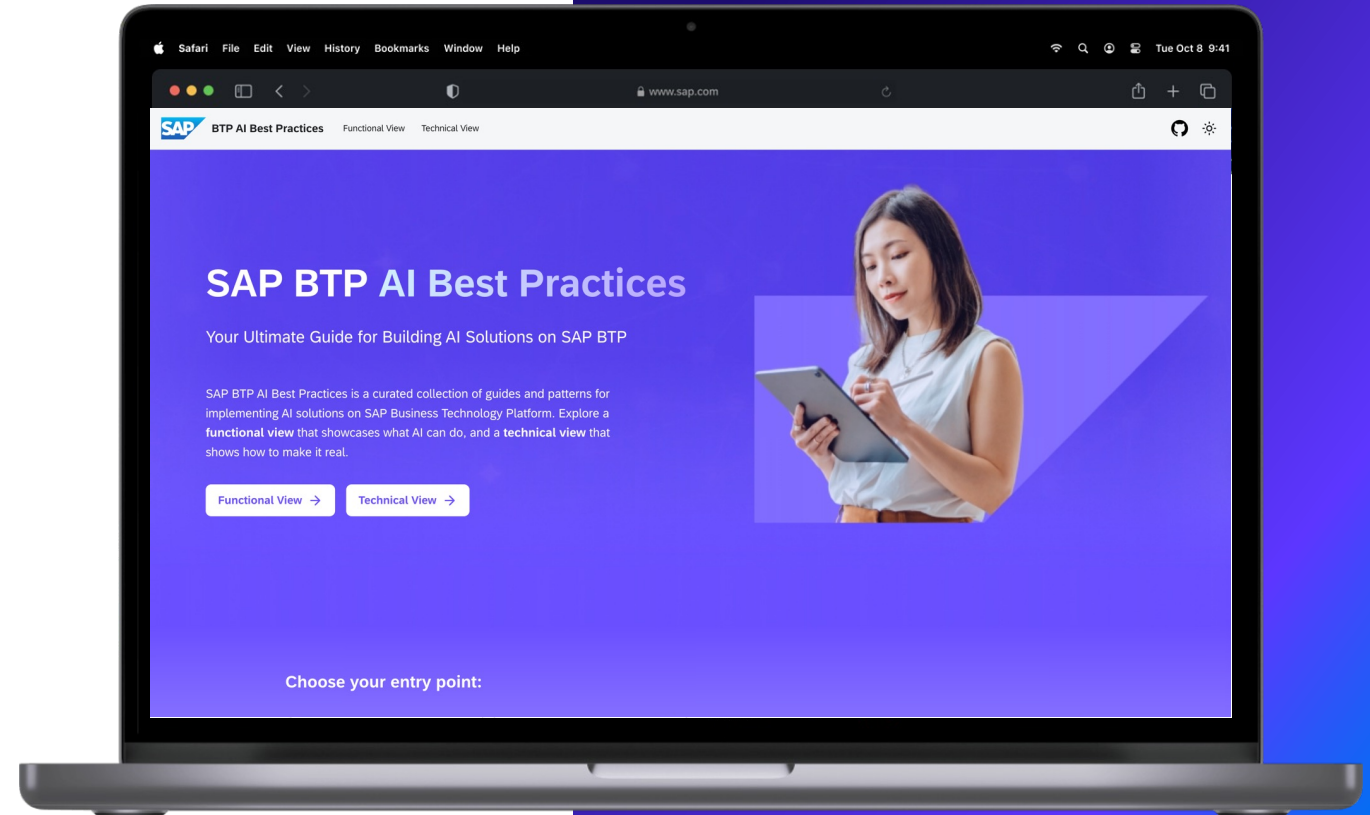 Safari File Edit View History Bookmarks Window Help
Tue Oct 8 9:41
www.sap.com
SAP BTP AI Best Practices Functional View Technical View
SAP BTP AI Best Practices
Your Ultimate Guide for Building AI Solutions on SAP BTP
SAP BTP AI Best Practices is a curated collection of guides and patterns for
implementing AI solutions on SAP Business Technology Platform. Explore a
functional view that showcases what AI can do, and a technical view that
shows how to make it real.
Functional View → Technical View →
Choose your entry point: